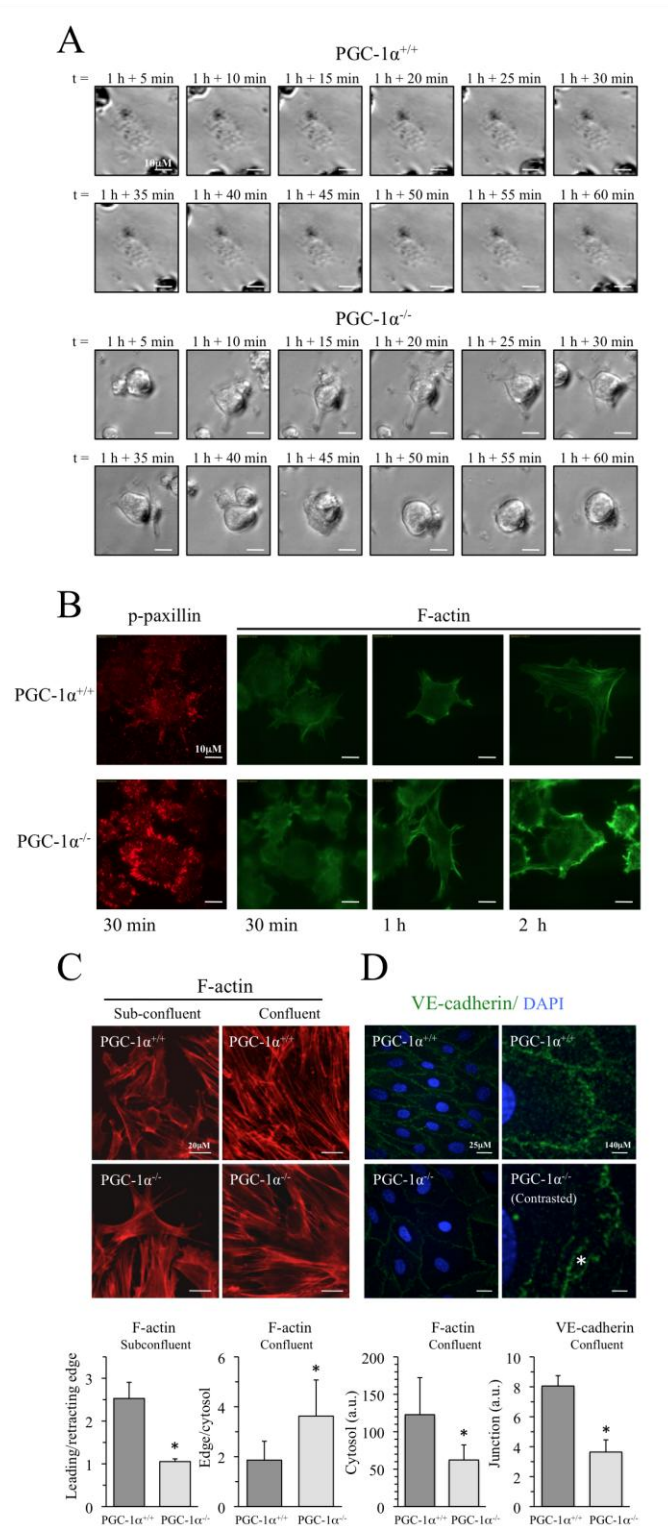 A
PGC-1α+/+
t = 1 h + 5 min 1 h + 10 min 1 h + 15 min 1 h + 20 min 1 h + 25 min 1 h + 30 min
10μM
1 h + 35 min 1 h + 40 min 1 h + 45 min 1 h + 50 min 1 h + 55 min 1 h + 60 min
PGC-1α-/-
t = 1 h + 5 min 1 h + 10 min 1 h + 15 min 1 h + 20 min 1 h + 25 min 1 h + 30 min
t = 1 h + 35 min 1 h + 40 min 1 h + 45 min 1 h + 50 min 1 h + 55 min 1 h + 60 min
B
p-paxillin F-actin
PGC-1α+/+
10μM
PGC-1α-/-
30 min 30 min 1 h 2 h
C
F-actin
Sub-confluent Confluent
PGC-1α+/+ PGC-1α+/+
20μM
PGC-1α-/- PGC-1α-/-
D
VE-cadherin/ DAPI
PGC-1α+/+ PGC-1α+/+
25μM 140μM
PGC-1α-/- PGC-1α-/-
(Contrasted)
*
F-actin
Subconfluent
Leading/retracting edge
3
2
1
0
*
PGC-1α+/+ PGC-1α-/-
F-actin
Confluent
Edge/cytosol
6
4
2
0
*
PGC-1α+/+ PGC-1α-/-
F-actin
Confluent
Cytosol (a.u.)
200
150
100
50
0
*
PGC-1α+/+ PGC-1α-/-
VE-cadherin
Confluent
Junction (a.u.)
10
8
6
4
2
0
*
PGC-1α+/+ PGC-1α-/-